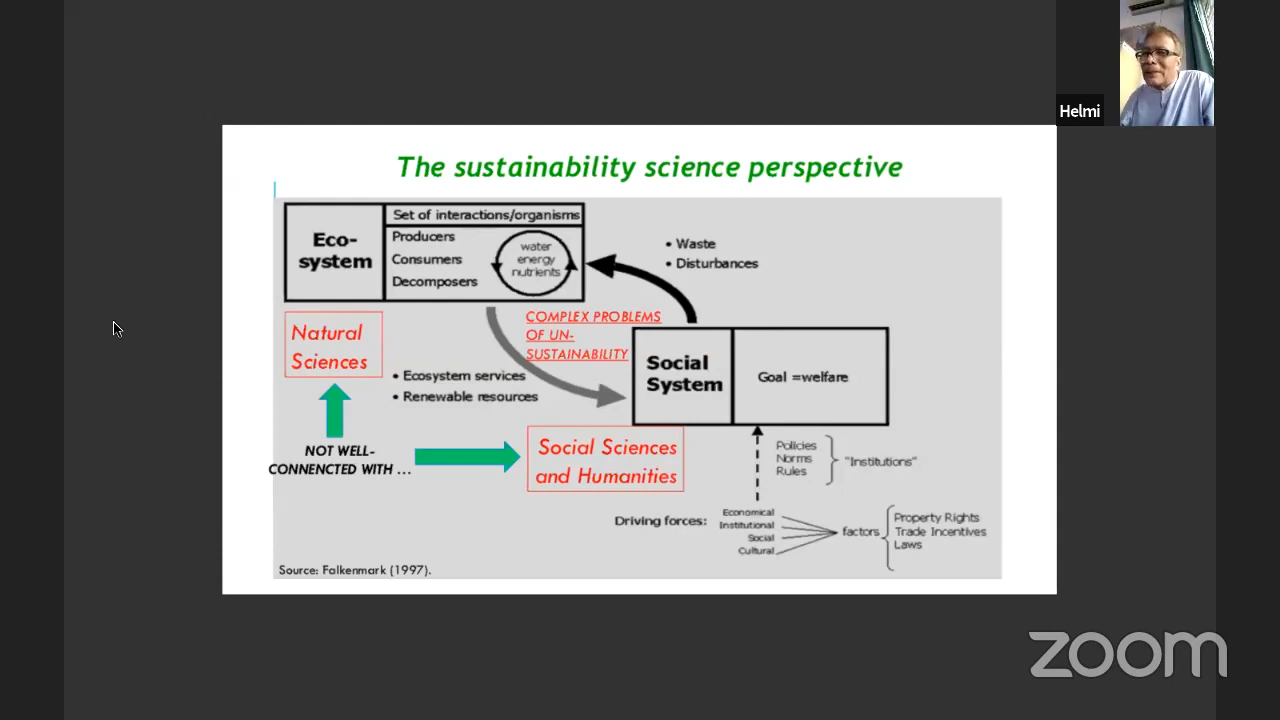 Helmi
The sustainability science perspective
Eco-
system
Set of interactions/organisms
Producers
Consumers
Decomposers
water
energy
nutrients
• Waste
• Disturbances
Natural
Sciences
COMPLEX PROBLEMS
OF UN-
SUSTAINABILITY
• Ecosystem services
• Renewable resources
Social
System
Goal =welfare
NOT WELL-
CONNENCTED WITH ...
Social Sciences
and Humanities
Policies
Norms
Rules
"Institutions"
Driving forces:
Economical
Institutional
Social
Cultural
factors
Property Rights
Trade Incentives
Laws
Source: Falkenmark (1997).
zoom